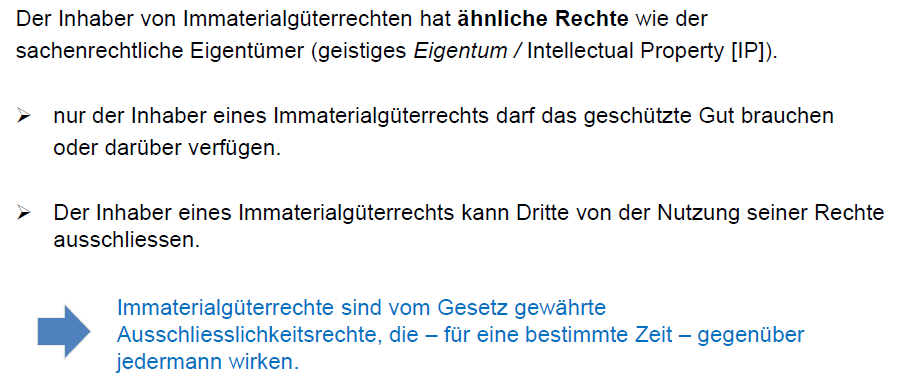 Der Inhaber von Immaterialgüterrechten hat ähnliche Rechte wie der
sachenrechtliche Eigentümer (geistiges Eigentum / Intellectual Property [IP]).
➢ nur der Inhaber eines Immaterialgüterrechts darf das geschützte Gut brauchen
oder darüber verfügen.
➢ Der Inhaber eines Immaterialgüterrechts kann Dritte von der Nutzung seiner Rechte
ausschliessen.
Immaterialgüterrechte sind vom Gesetz gewährte
Ausschliesslichkeitsrechte, die – für eine bestimmte Zeit – gegenüber
jedermann wirken.